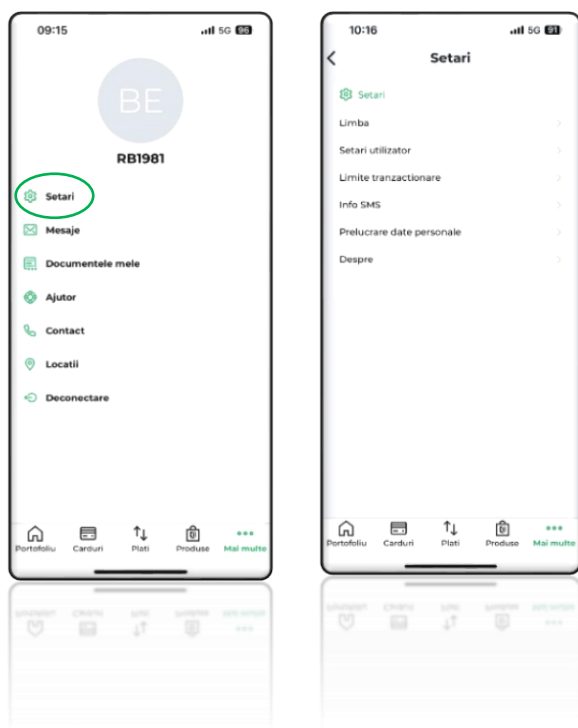 09:15
5G 96
BE
RB1981
Setari
Mesaje
Documentele mele
Ajutor
Contact
Locatii
Deconectare
Portofoliu Carduri Plati Produse Mai multe
10:16
5G 91
Setari
Setari
Limba
Setari utilizator
Limite tranzactionare
Info SMS
Prelucrare date personale
Despre
Portofoliu Carduri Plati Produse Mai multe